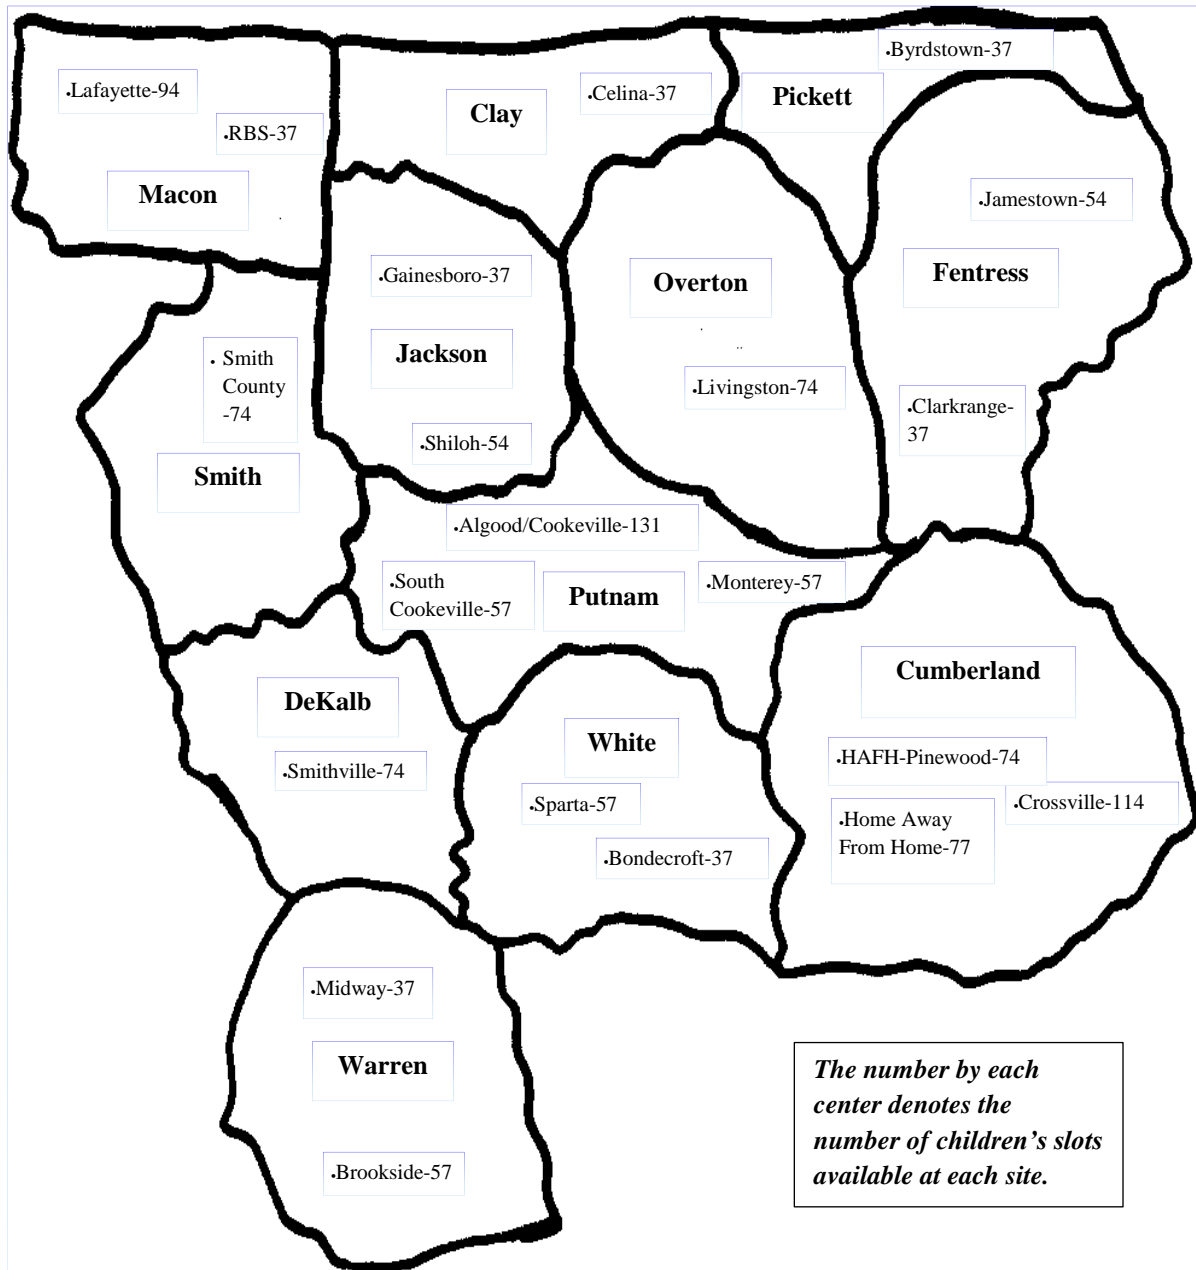 Byrdstown-37
Lafayette-94
Celina-37
Pickett
Clay
RBS-37
Macon
Jamestown-54
Gainesboro-37
Overton
Fentress
Jackson
Smith
County
-74
Livingston-74
Clarkrange-
37
Shiloh-54
Smith
Algood/Cookeville-131
South
Cookeville-57
Putnam
Monterey-57
Cumberland
DeKalb
White
HAFH-Pinewood-74
Smithville-74
Sparta-57
Crossville-114
Home Away
From Home-77
Bondecroft-37
Midway-37
Warren
Brookside-57
The number by each
center denotes the
number of children’s slots
available at each site.